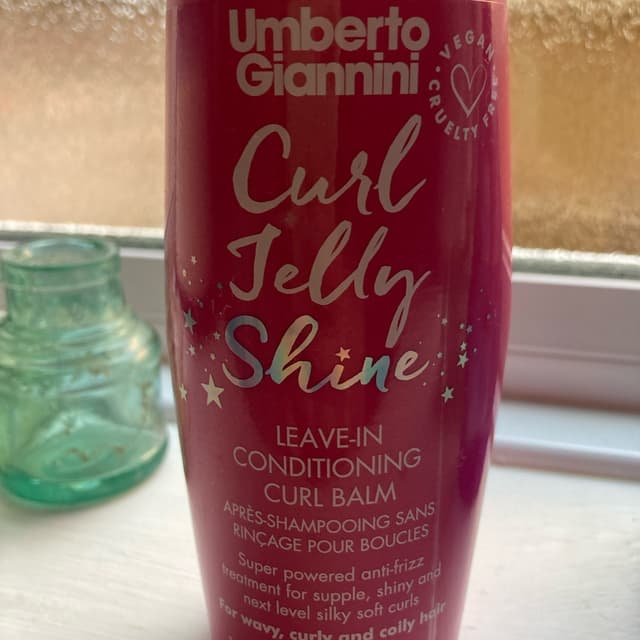 Umberto
Giannini
VEGAN
CRUELTY FREE
Curl
Jelly
Shine
LEAVE-IN
CONDITIONING
CURL BALM
APRÈS-SHAMPOOING SANS
RINÇAGE POUR BOUCLES
Super powered anti-frizz
treatment for supple, shiny and
next level silky soft curls
For wavy, curly and coily hair